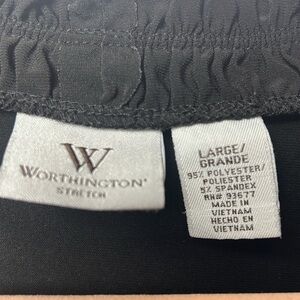 W
WORTHINGTON®
STRETCH
LARGE/
GRANDE
95% POLYESTER/
POLIESTER
5% SPANDEX
RN# 93677
MADE IN
VIETNAM
HECHO EN
VIETNAM